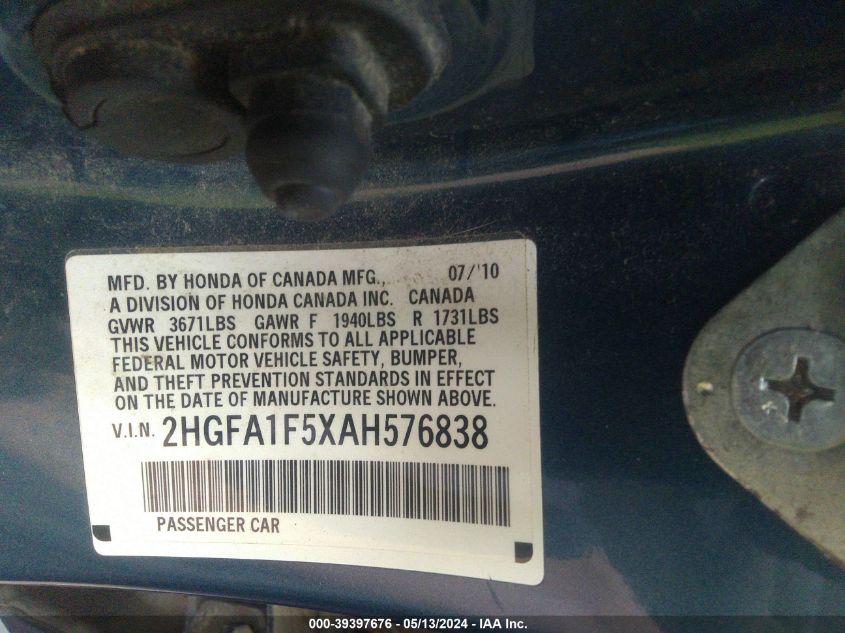 MFD. BY HONDA OF CANADA MFG., 07/'10
A DIVISION OF HONDA CANADA INC. CANADA
GVWR 3671LBS GAWR F 1940LBS R 1731LBS
THIS VEHICLE CONFORMS TO ALL APPLICABLE
FEDERAL MOTOR VEHICLE SAFETY, BUMPER,
AND THEFT PREVENTION STANDARDS IN EFFECT
ON THE DATE OF MANUFACTURE SHOWN ABOVE.
V.I.N. 2HGFA1F5XAH576838
PASSENGER CAR
000-39397676 - 05/13/2024 - IAA Inc.